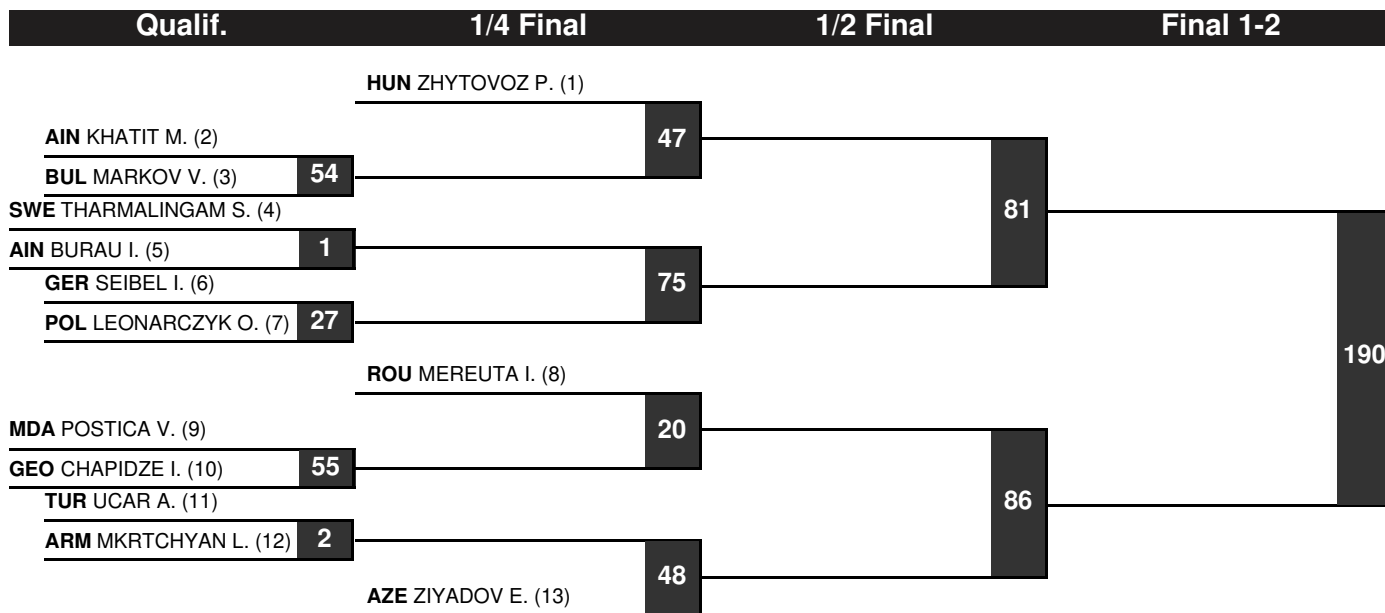 Qualif. 1/4 Final 1/2 Final Final 1-2
HUN ZHYTOVOZ P. (1)
47
AIN KHATIT M. (2)
54
BUL MARKOV V. (3)
81
SWE THARMALINGAM S. (4)
1
AIN BURAU I. (5)
75
GER SEIBEL I. (6)
27
POL LEONARCZYK O. (7)
190
ROU MEREUTA I. (8)
20
MDA POSTICA V. (9)
55
GEO CHAPIDZE I. (10)
86
TUR UCAR A. (11)
2
ARM MKRTCHYAN L. (12)
48
AZE ZIYADOV E. (13)